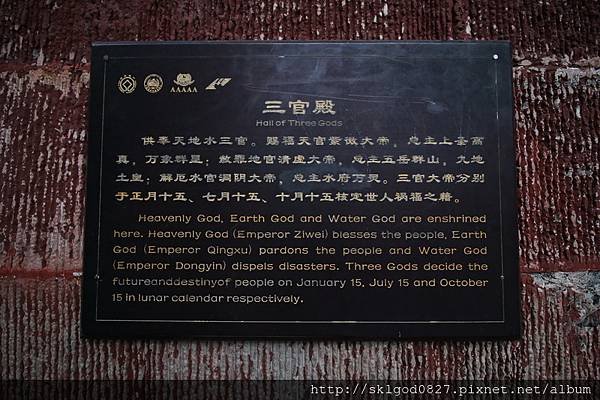 AAAAA
三官殿
Hall of Three Gods
供奉天地水三官。赐福天官紫微大帝，总主上圣高
真，万象群星；赦罪地官清虚大帝，总主五岳群山，九地
土皇；解厄水官洞阴大帝，总主水府万灵。三官大帝分别
于正月十五、七月十五、十月十五核定世人祸福之籍。
Heavenly God, Earth God and Water God are enshrined
here. Heavenly God (Emperor Ziwei) blesses the people, Earth
God (Emperor Qingxu) pardons the people and Water God
(Emperor Dongyin) dispels disasters. Three Gods decide the
futureanddestinyof people on January 15, July 15 and October
15 in lunar calendar respectively.
http://sklgod0827.pixnet.net/album